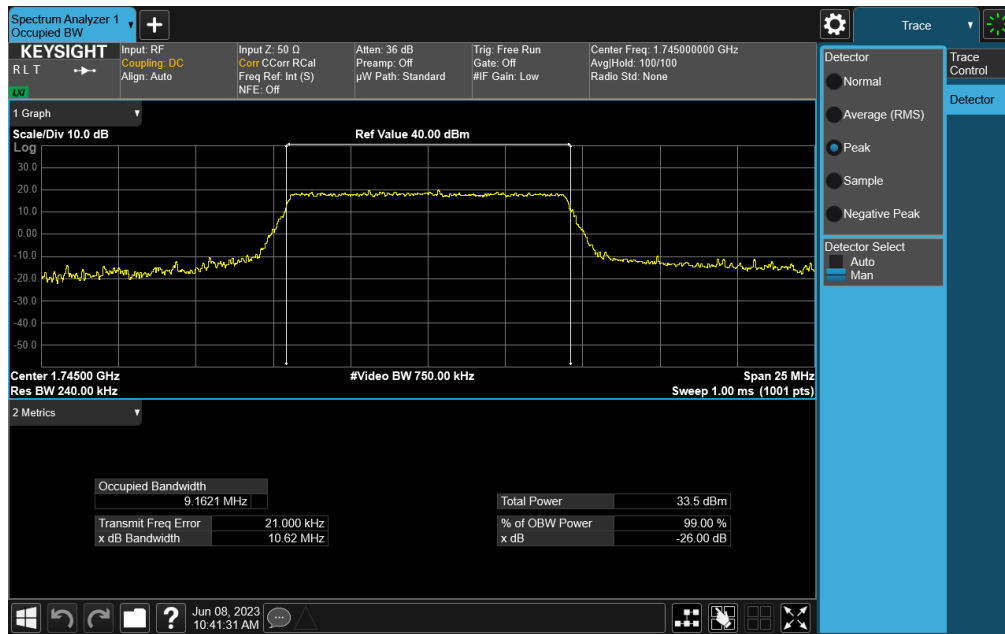 Spectrum Analyzer 1
Occupied BW
Trace
KEYSIGHT
R L T
LXI
Input: RF
Coupling: DC
Align: Auto
Input Z: 50 Ω
Corr CCorr RCal
Freq Ref: Int (S)
NFE: Off
Atten: 36 dB
Preamp: Off
µW Path: Standard
Trig: Free Run
Gate: Off
#IF Gain: Low
Center Freq: 1.745000000 GHz
Avg|Hold: 100/100
Radio Std: None
1 Graph
Scale/Div 10.0 dB
Ref Value 40.00 dBm
Log
30.0
20.0
10.0
0.00
-10.0
-20.0
-30.0
-40.0
-50.0
Center 1.74500 GHz
#Video BW 750.00 kHz
Span 25 MHz
Res BW 240.00 kHz
Sweep 1.00 ms (1001 pts)
2 Metrics
Occupied Bandwidth
9.1621 MHz
Transmit Freq Error 21.000 kHz
x dB Bandwidth 10.62 MHz
Total Power 33.5 dBm
% of OBW Power 99.00 %
x dB -26.00 dB
Detector
Normal
Average (RMS)
Peak
Sample
Negative Peak
Detector Select
Auto
Man
Trace
Control
Detector
?
Jun 08, 2023
10:41:31 AM